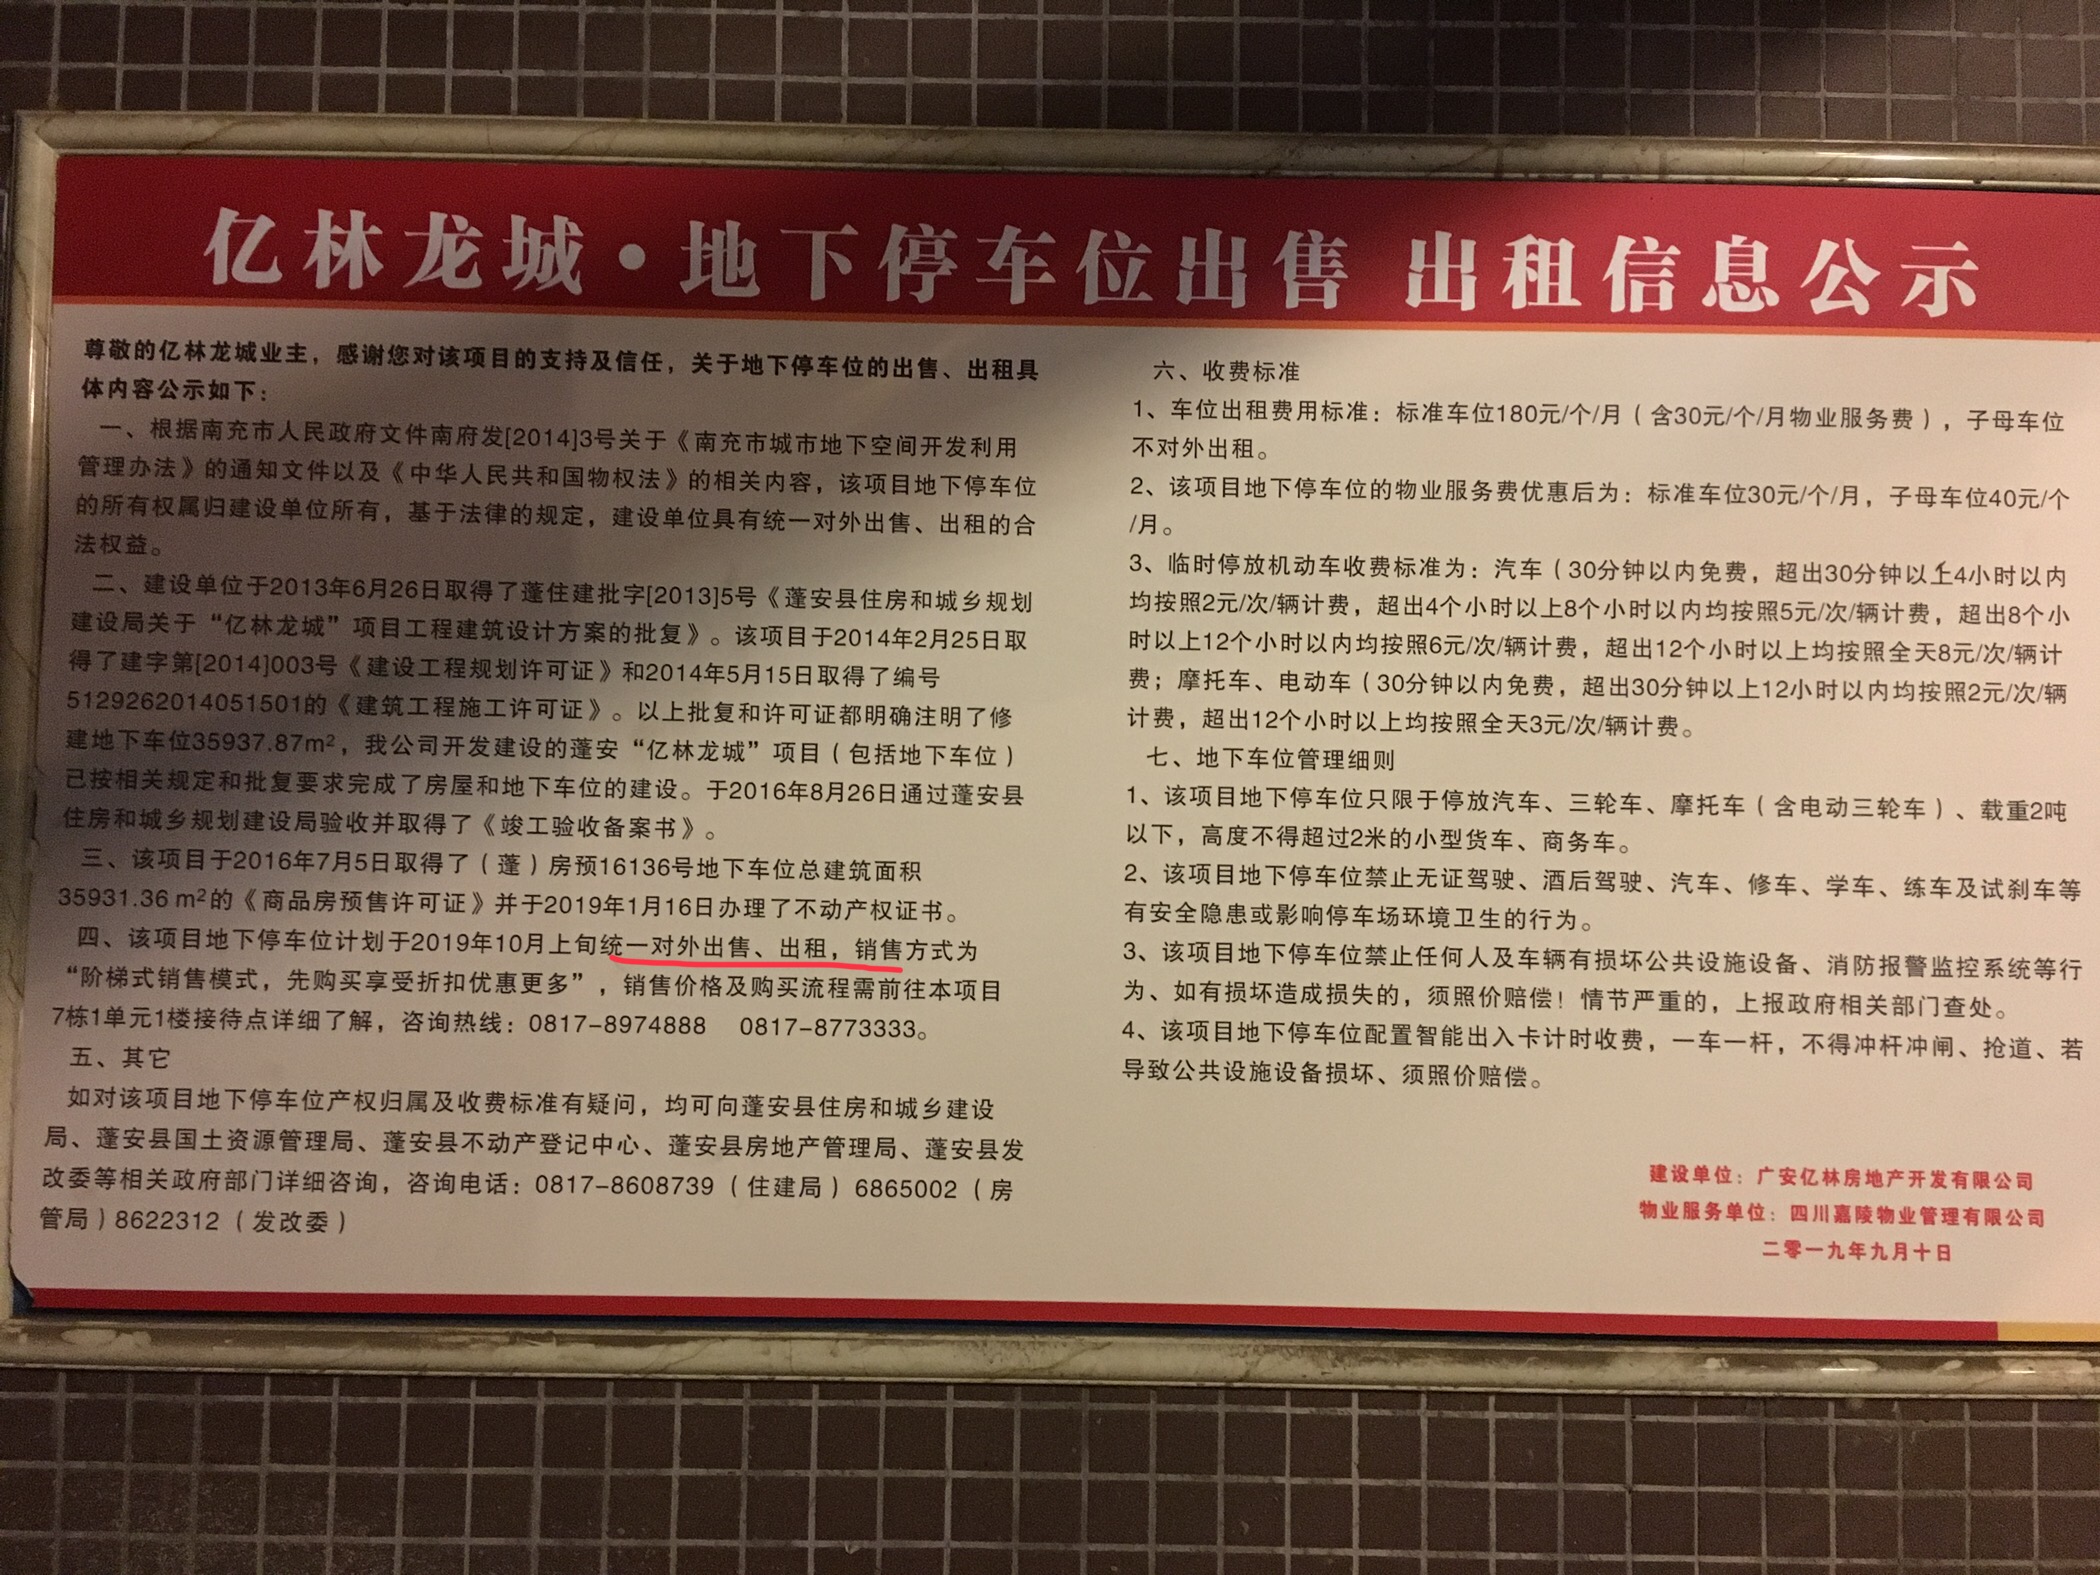 亿林龙城·地下停车位出售 出租信息公示
尊敬的亿林龙城业主，感谢您对该项目的支持及信任，关于地下停车位的出售、出租具
体内容公示如下：
一、根据南充市人民政府文件南府发[2014]3号关于《南充市城市地下空间开发利用
管理办法》的通知文件以及《中华人民共和国物权法》的相关内容，该项目地下停车位
的所有权属归建设单位所有，基于法律的规定，建设单位具有统一对外出售、出租的合
法权益。
二、建设单位于2013年6月26日取得了蓬住建批字[2013]5号《蓬安县住房和城乡规划
建设局关于“亿林龙城”项目工程建筑设计方案的批复》。该项目于2014年2月25日取
得了建字第[2014]003号《建设工程规划许可证》和2014年5月15日取得了编号
5129262014051501的《建筑工程施工许可证》。以上批复和许可证都明确注明了修
建地下车位35937.87m²，我公司开发建设的蓬安“亿林龙城”项目（包括地下车位）
已按相关规定和批复要求完成了房屋和地下车位的建设。于2016年8月26日通过蓬安县
住房和城乡规划建设局验收并取得了《竣工验收备案书》。
三、该项目于2016年7月5日取得了（蓬）房预16136号地下车位总建筑面积
35931.36 m²的《商品房预售许可证》并于2019年1月16日办理了不动产权证书。
四、该项目地下停车位计划于2019年10月上旬统一对外出售、出租，销售方式为
“阶梯式销售模式，先购买享受折扣优惠更多”，销售价格及购买流程需前往本项目
7栋1单元1楼接待点详细了解，咨询热线：0817-8974888 0817-8773333。
五、其它
如对该项目地下停车位产权归属及收费标准有疑问，均可向蓬安县住房和城乡建设
局、蓬安县国土资源管理局、蓬安县不动产登记中心、蓬安县房地产管理局、蓬安县发
改委等相关政府部门详细咨询，咨询电话：0817-8608739（住建局）6865002（房
管局）8622312（发改委）
六、收费标准
1、车位出租费用标准：标准车位180元/个/月（含30元/个/月物业服务费），子母车位
不对外出租。
2、该项目地下停车位的物业服务费优惠后为：标准车位30元/个/月，子母车位40元/个
/月。
3、临时停放机动车收费标准为：汽车（30分钟以内免费，超出30分钟以上4小时以内
均按照2元/次/辆计费，超出4个小时以上8个小时以内均按照5元/次/辆计费，超出8个小
时以上12个小时以内均按照6元/次/辆计费，超出12个小时以上均按照全天8元/次/辆计
费；摩托车、电动车（30分钟以内免费，超出30分钟以上12小时以内均按照2元/次/辆
计费，超出12个小时以上均按照全天3元/次/辆计费。
七、地下车位管理细则
1、该项目地下停车位只限于停放汽车、三轮车、摩托车（含电动三轮车）、载重2吨
以下，高度不得超过2米的小型货车、商务车。
2、该项目地下停车位禁止无证驾驶、酒后驾驶、汽车、修车、学车、练车及试刹车等
有安全隐患或影响停车场环境卫生的行为。
3、该项目地下停车位禁止任何人及车辆有损坏公共设施设备、消防报警监控系统等行
为、如有损坏造成损失的，须照价赔偿！情节严重的，上报政府相关部门查处。
4、该项目地下停车位配置智能出入卡计时收费，一车一杆，不得冲杆冲闸、抢道、若
导致公共设施设备损坏、须照价赔偿。
建设单位：广安亿林房地产开发有限公司
物业服务单位：四川嘉陵物业管理有限公司
二零一九年九月十日